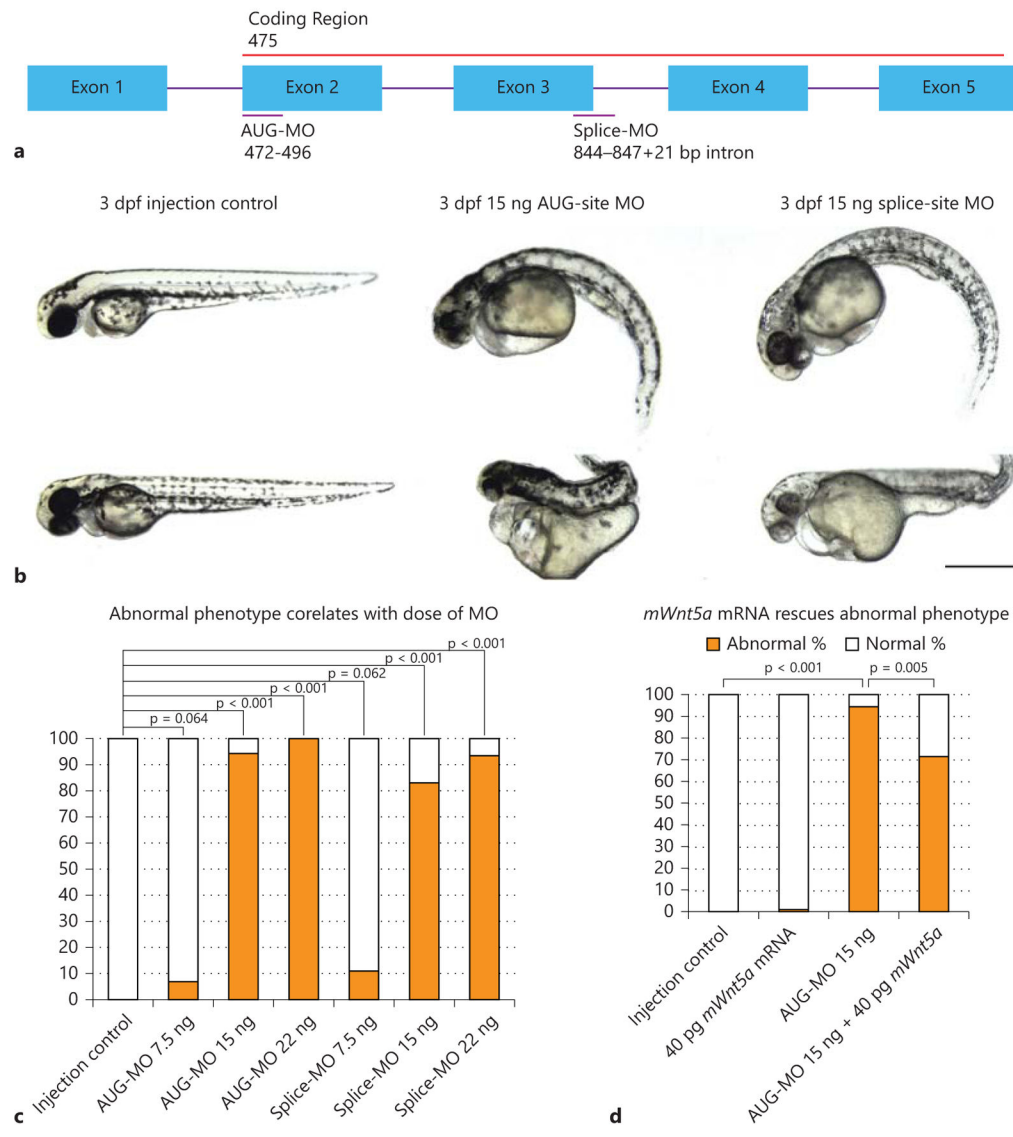 Coding Region
475
Exon 1 Exon 2 Exon 3 Exon 4 Exon 5
AUG-MO Splice-MO
a 472-496 844–847+21 bp intron
3 dpf injection control 3 dpf 15 ng AUG-site MO 3 dpf 15 ng splice-site MO
b
Abnormal phenotype corelates with dose of MO
p < 0.001
p < 0.001
p = 0.062
p < 0.001
p < 0.001
p = 0.064
100
90
80
70
60
50
40
30
20
10
0
Injection control
AUG-MO 7.5 ng
AUG-MO 15 ng
AUG-MO 22 ng
Splice-MO 7.5 ng
Splice-MO 15 ng
Splice-MO 22 ng
c
mWnt5a mRNA rescues abnormal phenotype
Abnormal % Normal %
p < 0.001 p = 0.005
100
90
80
70
60
50
40
30
20
10
0
Injection control
40 pg mWnt5a mRNA
AUG-MO 15 ng
AUG-MO 15 ng + 40 pg mWnt5a
d